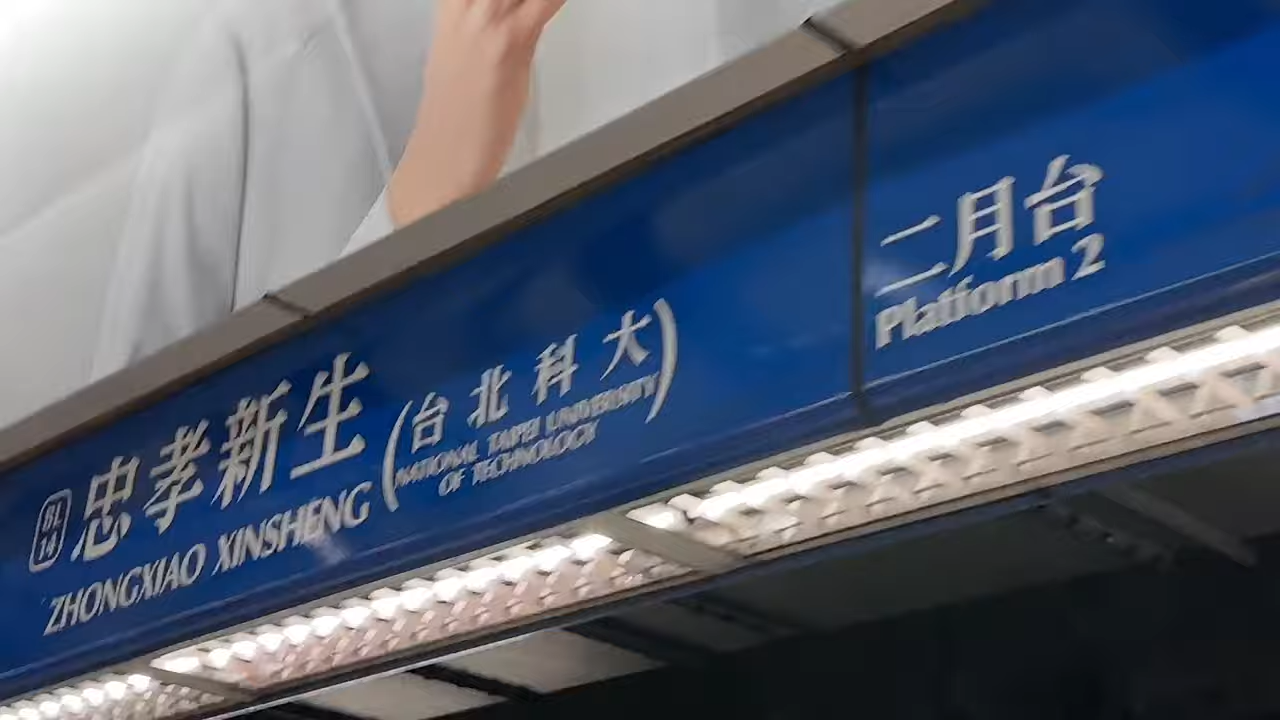 BL
14
忠孝新生
ZHONGXIAO XINSHENG
(台北科大)
NATIONAL TAIPEI UNIVERSITY
OF TECHNOLOGY
二月台
Platform 2